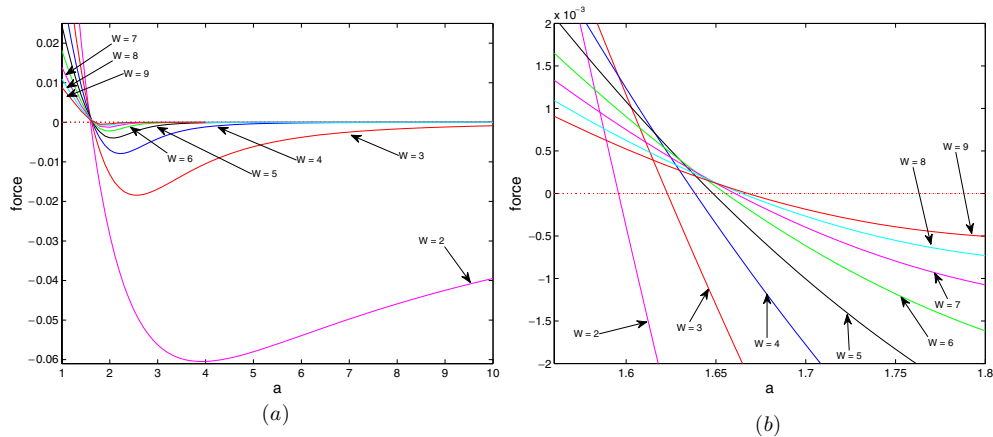 0.02
0.01
0
−0.01
−0.02
−0.03
−0.04
−0.05
−0.06
force
1 2 3 4 5 6 7 8 9 10
a
W = 7
W = 8
W = 9
W = 6
W = 5
W = 4
W = 3
W = 2
(a)
x 10⁻³
2
1.5
1
0.5
0
−0.5
−1
−1.5
−2
force
1.6 1.65 1.7 1.75 1.8
a
W = 9
W = 8
W = 7
W = 6
W = 5
W = 4
W = 3
W = 2
(b)